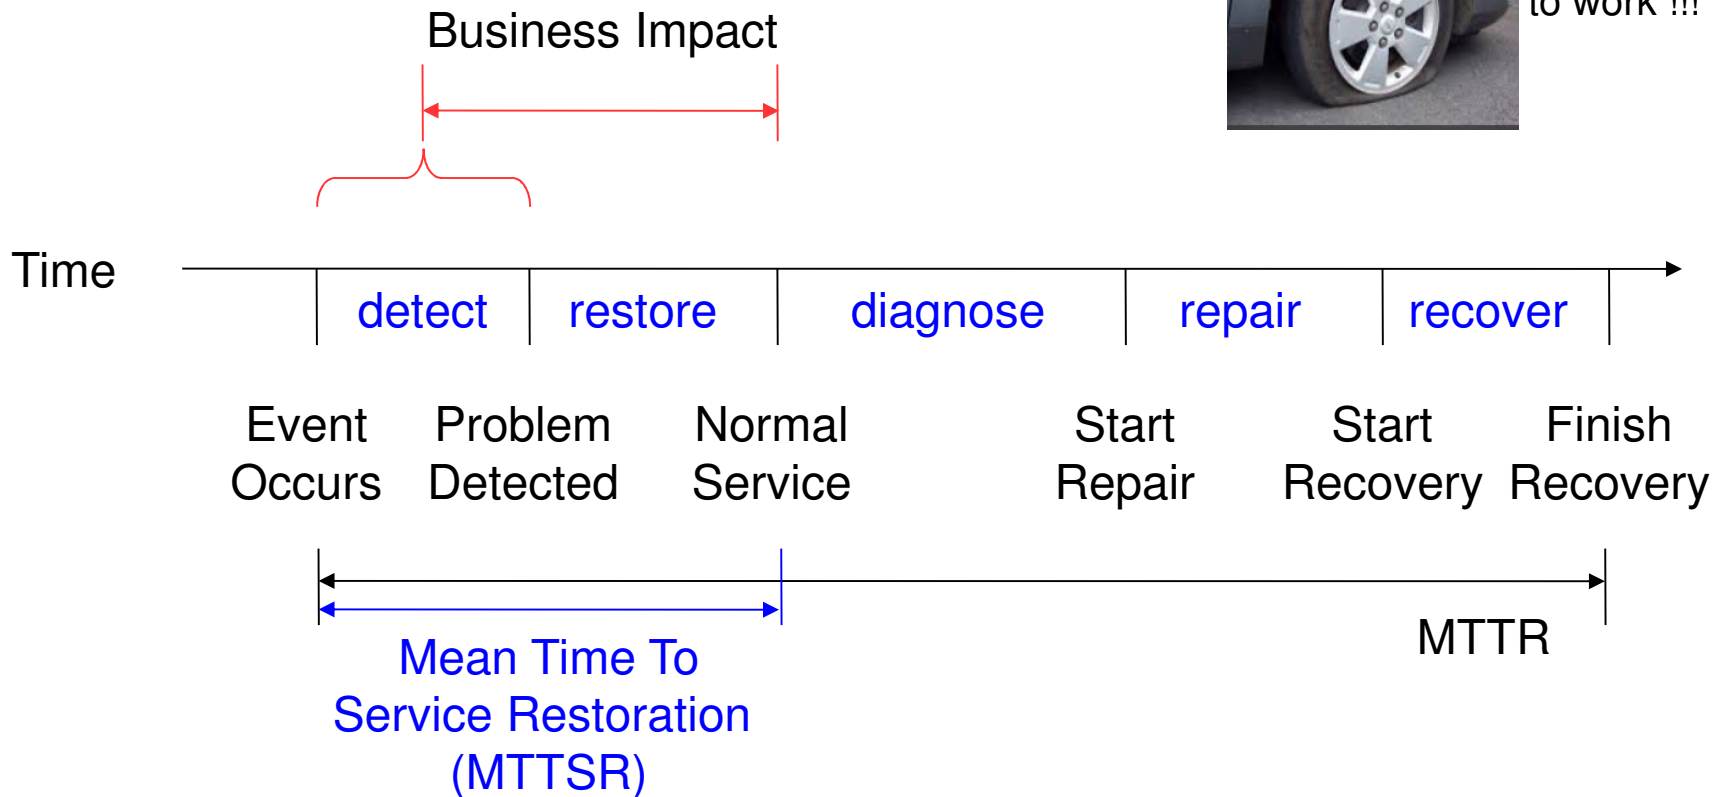 to work !!!
Business Impact
Time
detect restore diagnose repair recover
Event Problem Normal Start Start Finish
Occurs Detected Service Repair Recovery Recovery
MTTR
Mean Time To
Service Restoration
(MTTSR)